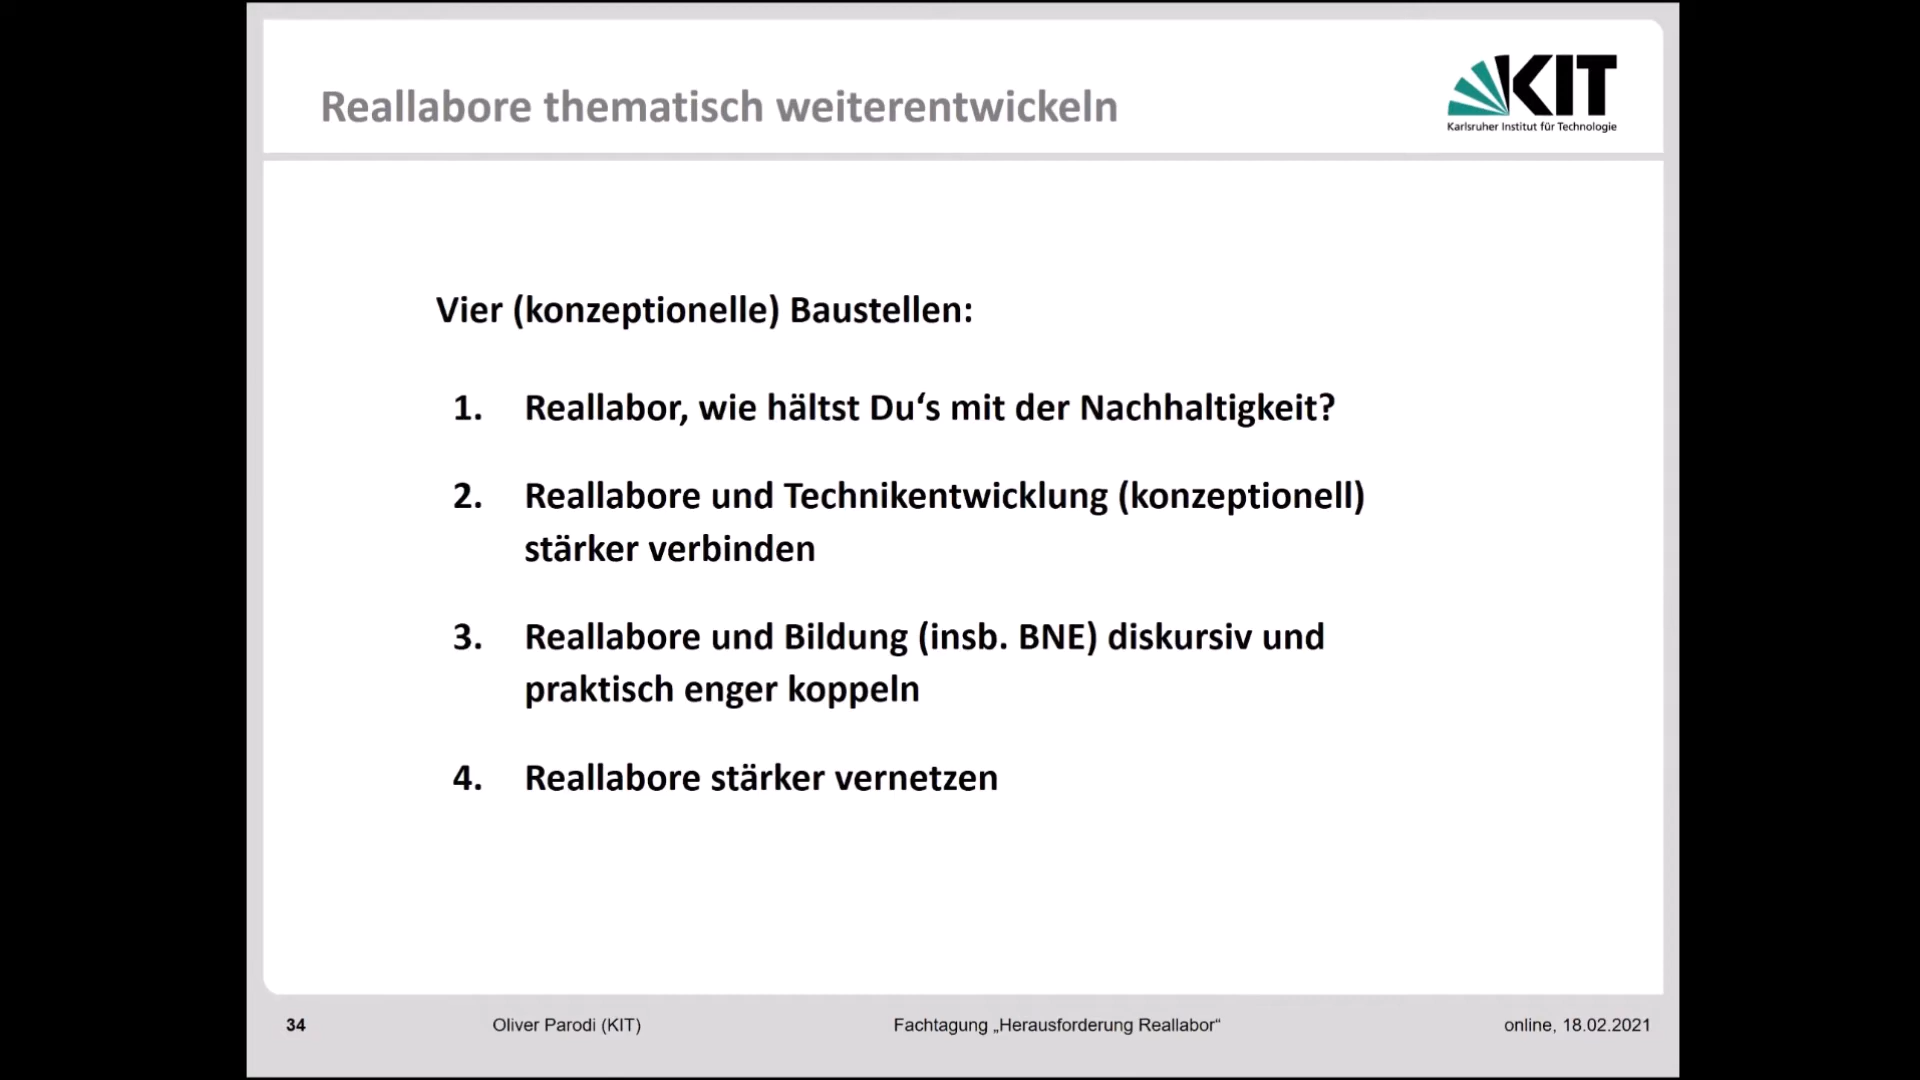 Reallabore thematisch weiterentwickeln
KIT
Karlsruher Institut für Technologie
Vier (konzeptionelle) Baustellen:
1. Reallabor, wie hältst Du‘s mit der Nachhaltigkeit?
2. Reallabore und Technikentwicklung (konzeptionell)
stärker verbinden
3. Reallabore und Bildung (insb. BNE) diskursiv und
praktisch enger koppeln
4. Reallabore stärker vernetzen
34 Oliver Parodi (KIT) Fachtagung „Herausforderung Reallabor“ online, 18.02.2021